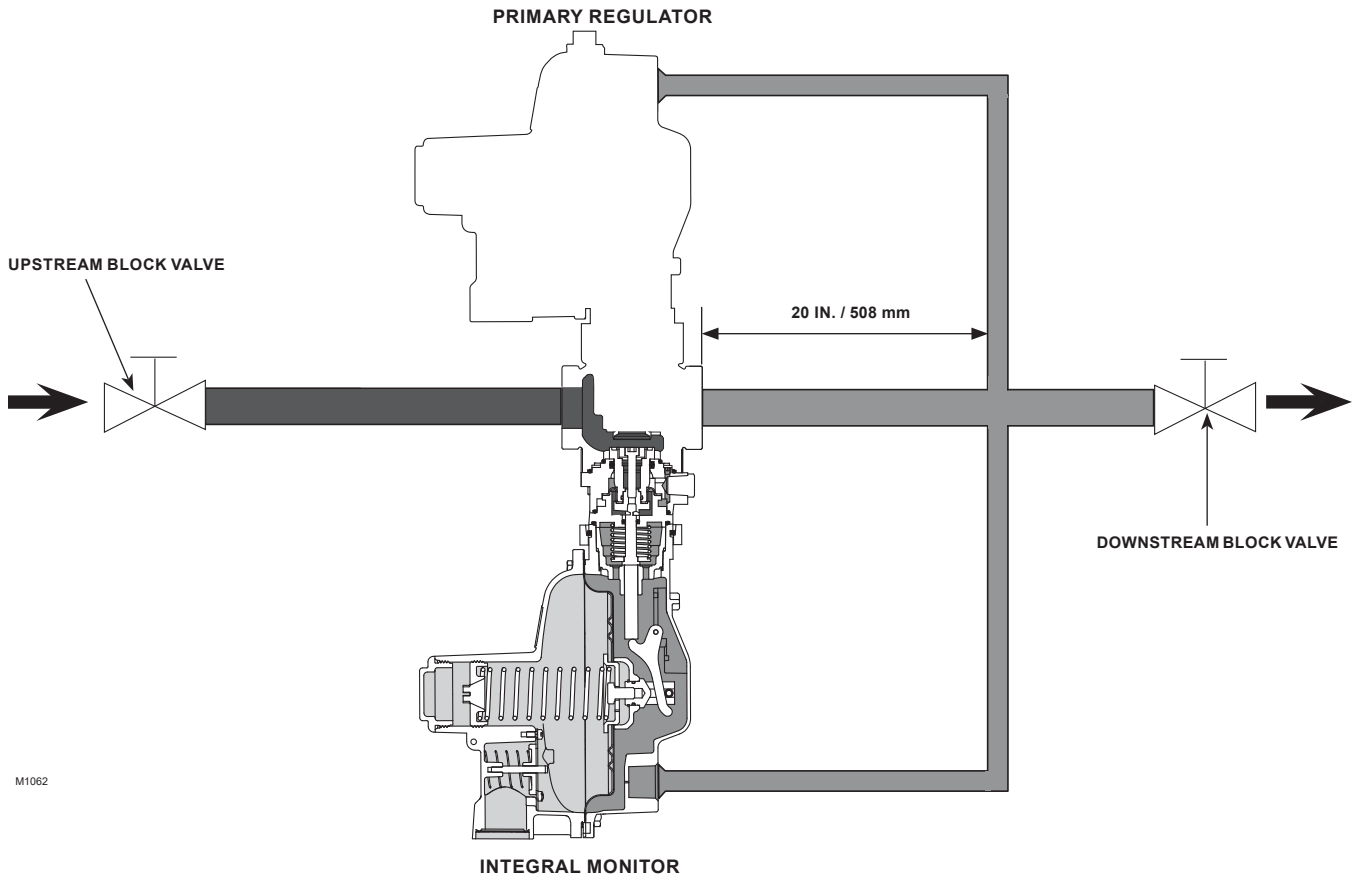 PRIMARY REGULATOR
UPSTREAM BLOCK VALVE
20 IN. / 508 mm
DOWNSTREAM BLOCK VALVE
M1062
INTEGRAL MONITOR